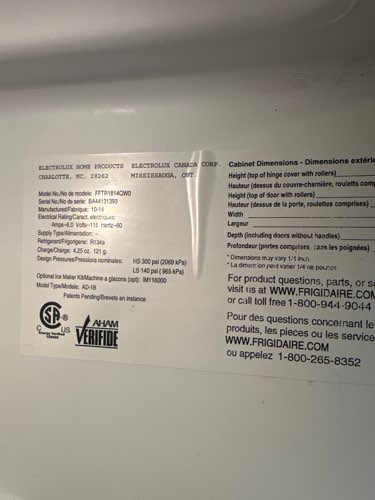 ELECTROLUX HOME PRODUCTS ELECTROLUX CANADA CORP.
CHARLOTTE, NC, 28262 MISSISSAUGA, ONT.
Model No./No de modele: FFTR1814QW0
Serial No./No de serie: BA44131393
Manufactured/Fabrique: 10-14
Electrical Rating/Caract. electriques:
Amps-6.0 Volts-115 Hertz-60
Supply Type/Alimentation: -
Refrigerant/Frigorigene: R134a
Charge/Charge: 4.25 oz. 121 g.
Design Pressures/Pressions nominales: HS 300 psi (2069 kPa)
LS 140 psi (965 kPa)
Optional Ice Maker Kit/Machine a glacons (opt): IM116000
Model Type/Modele: AD-18
Patents Pending/Brevets en instance
SA
C US
Energy Verified
AHAM
VERIFIDE
Cabinet Dimensions - Dimensions extérie
Height (top of hinge cover with rollers)
Hauteur (dessus du couvre-charnière, roulettes comp
Height (top of door with rollers)
Hauteur (dessus de la porte, roulettes comprises)
Width
Largeur
Depth (including doors without handles)
Profondeur (portes comprises, sans les poignées)
* Dimensions may vary 1/4 inch
* La dimension peut varier 1/4 de pouce
For product questions, parts, or s
visit us at WWW.FRIGIDAIRE.COM
or call toll free 1-800-944-9044
Pour des questions concernant le
produits, les pieces ou les service
WWW.FRIGIDAIRE.COM
ou appelez 1-800-265-8352